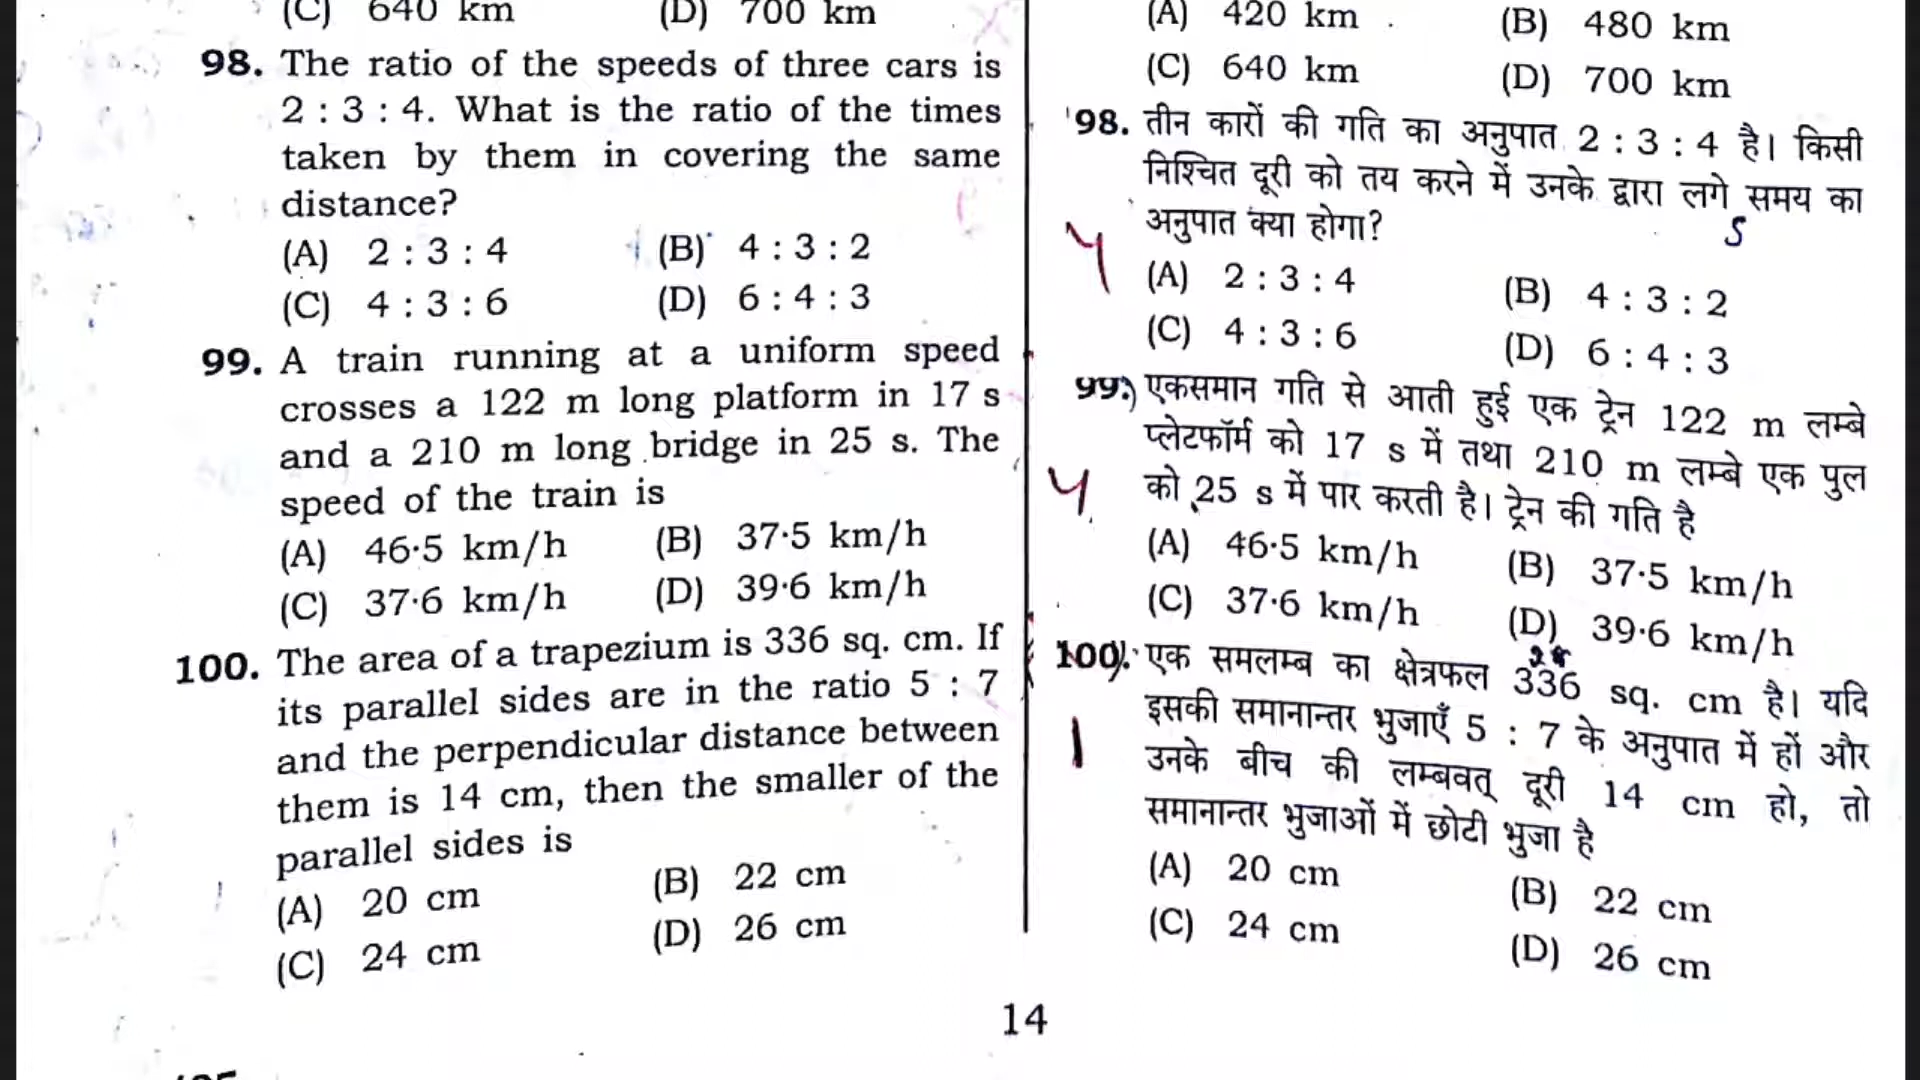 (C) 640 km (D) 700 km
98. The ratio of the speeds of three cars is
2 : 3 : 4. What is the ratio of the times
taken by them in covering the same
distance?
(A) 2 : 3 : 4 (B) 4 : 3 : 2
(C) 4 : 3 : 6 (D) 6 : 4 : 3
99. A train running at a uniform speed
crosses a 122 m long platform in 17 s
and a 210 m long bridge in 25 s. The
speed of the train is
(A) 46·5 km/h (B) 37·5 km/h
(C) 37·6 km/h (D) 39·6 km/h
100. The area of a trapezium is 336 sq. cm. If
its parallel sides are in the ratio 5 : 7
and the perpendicular distance between
them is 14 cm, then the smaller of the
parallel sides is
(A) 20 cm (B) 22 cm
(C) 24 cm (D) 26 cm
(A) 420 km (B) 480 km
(C) 640 km (D) 700 km
98. तीन कारों की गति का अनुपात 2 : 3 : 4 है। किसी
निश्चित दूरी को तय करने में उनके द्वारा लगे समय का
अनुपात क्या होगा?
(A) 2 : 3 : 4 (B) 4 : 3 : 2
(C) 4 : 3 : 6 (D) 6 : 4 : 3
99. एकसमान गति से आती हुई एक ट्रेन 122 m लम्बे
प्लेटफॉर्म को 17 s में तथा 210 m लम्बे एक पुल
को 25 s में पार करती है। ट्रेन की गति है
(A) 46·5 km/h (B) 37·5 km/h
(C) 37·6 km/h (D) 39·6 km/h
100. एक समलम्ब का क्षेत्रफल 336 sq. cm है। यदि
इसकी समानान्तर भुजाएँ 5 : 7 के अनुपात में हों और
उनके बीच की लम्बवत् दूरी 14 cm हो, तो
समानान्तर भुजाओं में छोटी भुजा है
(A) 20 cm (B) 22 cm
(C) 24 cm (D) 26 cm
14